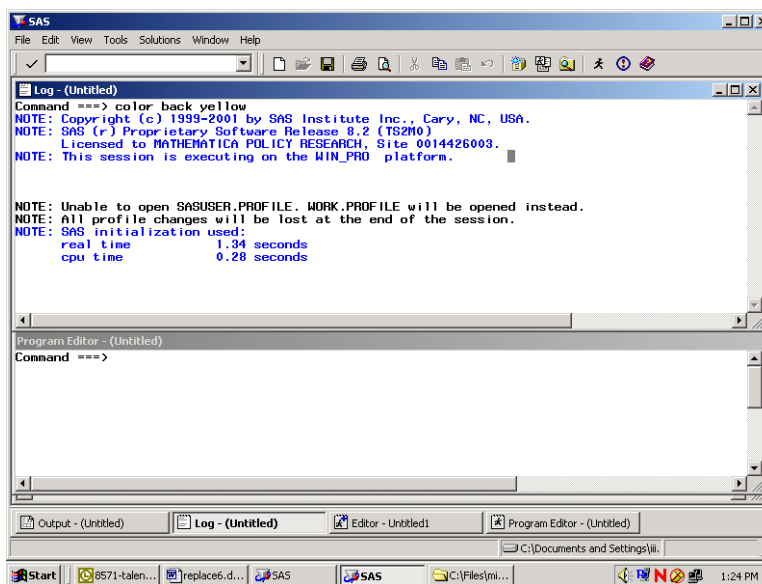 SAS
File Edit View Tools Solutions Window Help
Log - (Untitled)
Command ===> color back yellow
NOTE: Copyright (c) 1999-2001 by SAS Institute Inc., Cary, NC, USA.
NOTE: SAS (r) Proprietary Software Release 8.2 (TS2M0)
Licensed to MATHEMATICA POLICY RESEARCH, Site 0014426003.
NOTE: This session is executing on the WIN_PRO platform.
NOTE: Unable to open SASUSER.PROFILE. WORK.PROFILE will be opened instead.
NOTE: All profile changes will be lost at the end of the session.
NOTE: SAS initialization used:
real time 1.34 seconds
cpu time 0.28 seconds
Program Editor - (Untitled)
Command ===>
Output - (Untitled) Log - (Untitled) Editor - Untitled1 Program Editor - (Untitled)
C:\Documents and Settings\iii.
Start 8571-talen... replace6.d... SAS SAS C:\Files\mi... N 1:24 PM